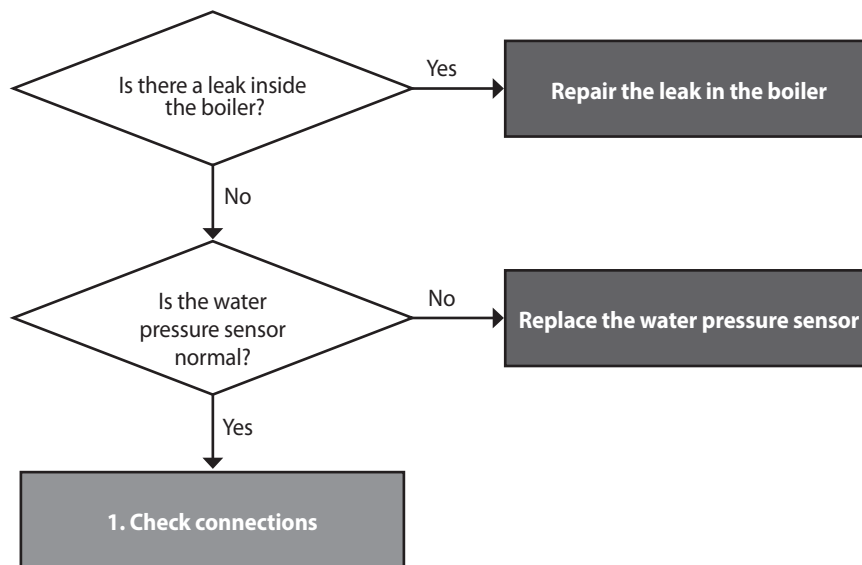 Is there a leak inside
the boiler?
Yes
Repair the leak in the boiler
No
Is the water
pressure sensor
normal?
No
Replace the water pressure sensor
Yes
1. Check connections